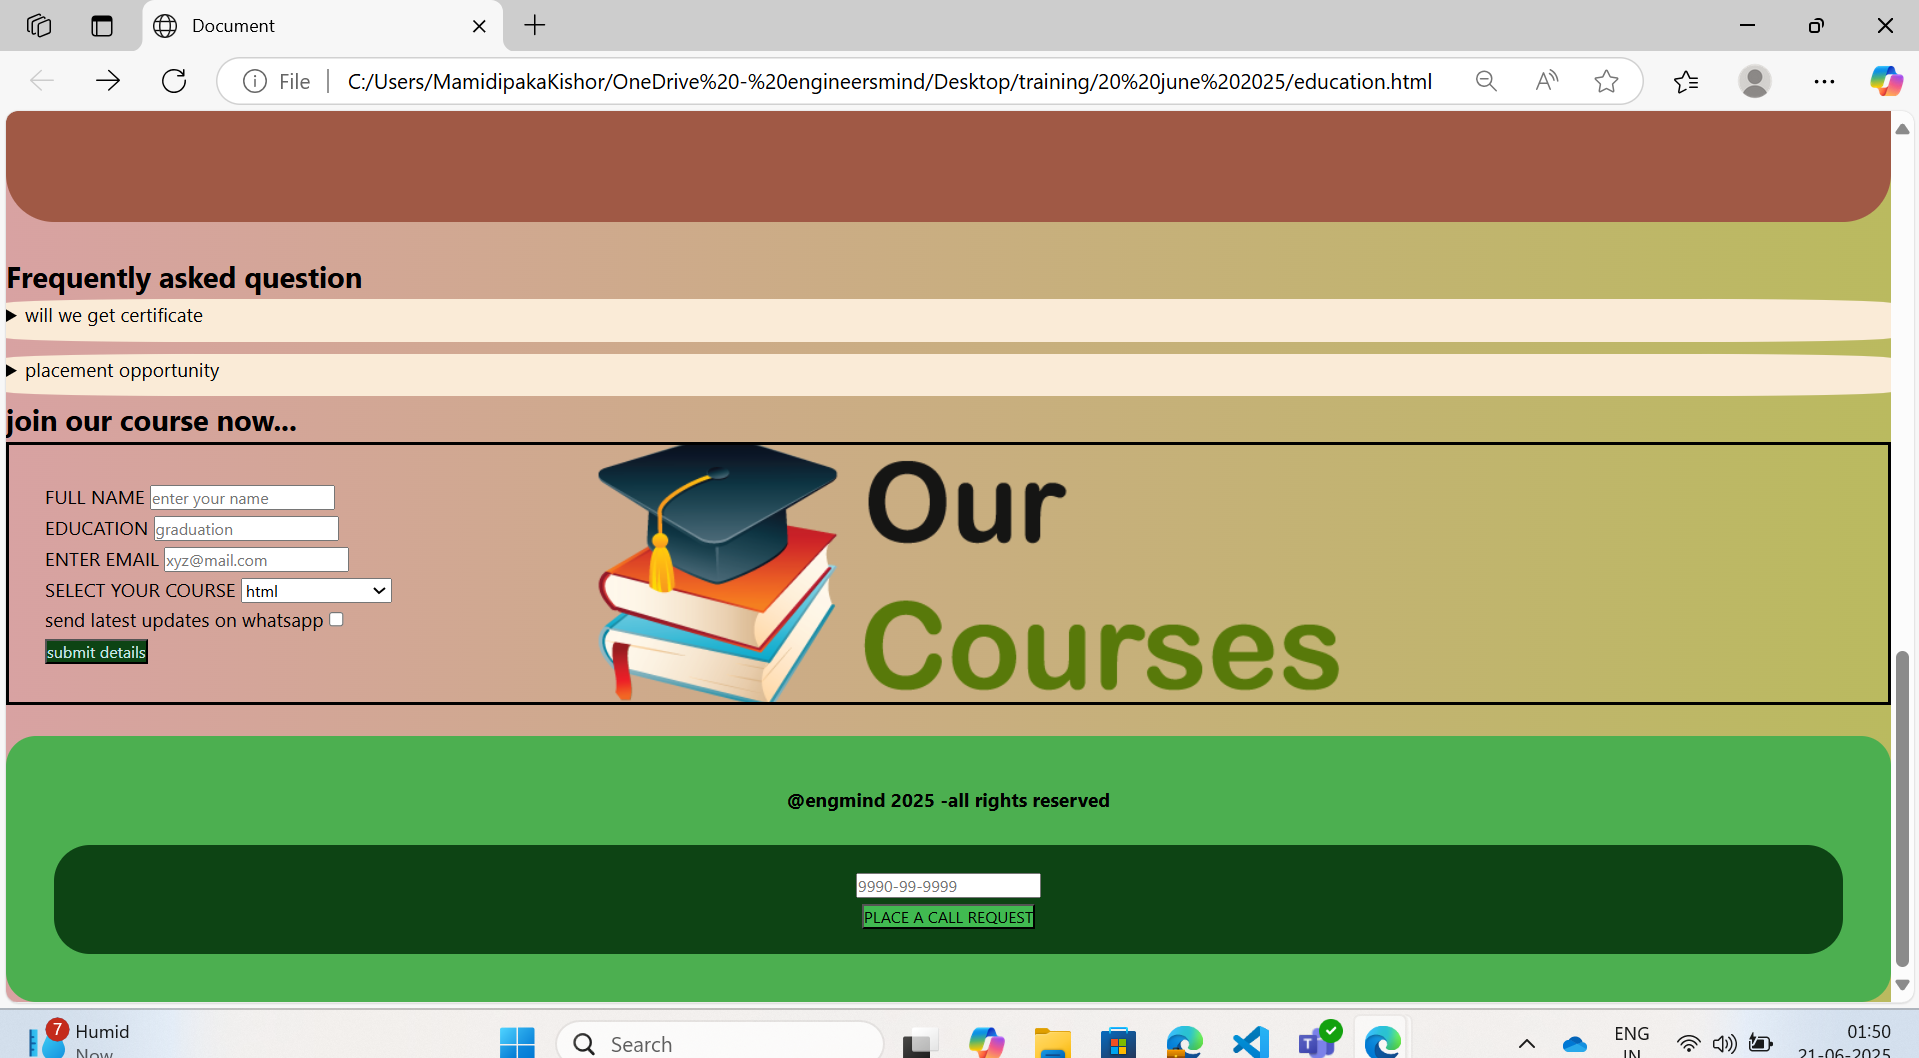 Document
File
C:/Users/MamidipakaKishor/OneDrive%20-%20engineersmind/Desktop/training/20%20june%202025/education.html
Frequently asked question
will we get certificate
placement opportunity
join our course now...
FULL NAME enter your name
EDUCATION graduation
ENTER EMAIL xyz@mail.com
SELECT YOUR COURSE html
send latest updates on whatsapp
submit details
Our
Courses
@engmind 2025 -all rights reserved
9990-99-9999
PLACE A CALL REQUEST
7
Humid
Now
Search
ENG
IN
01:50
21-06-2025